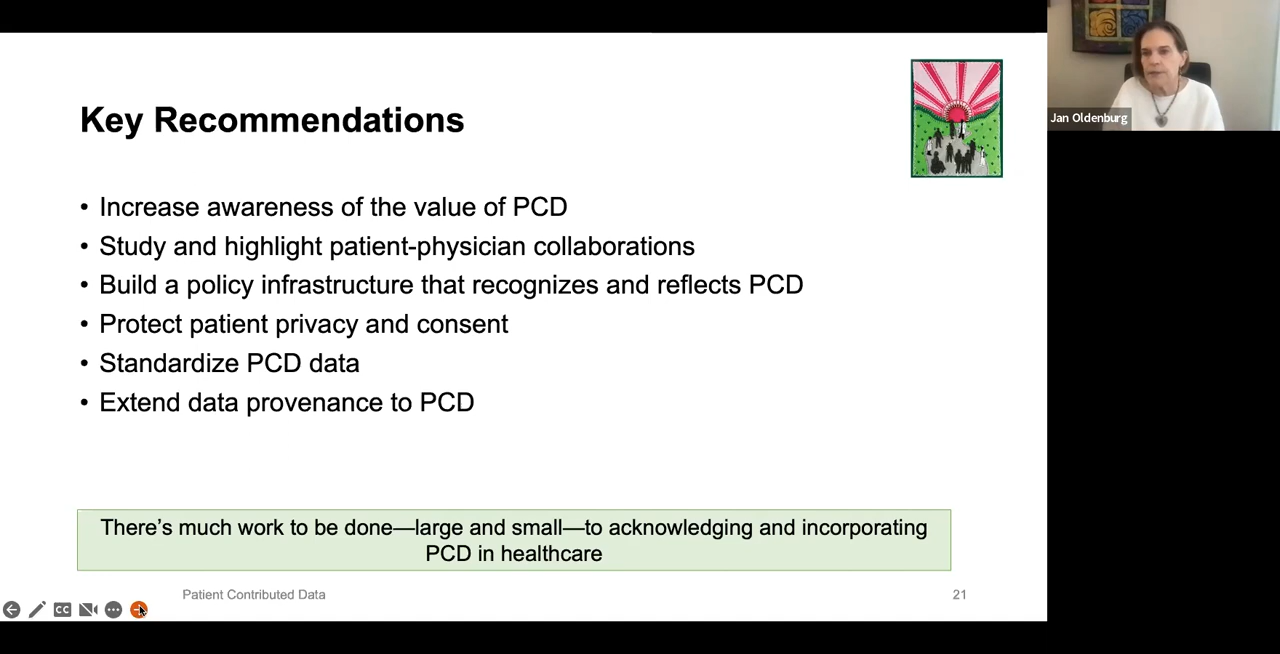 Key Recommendations
• Increase awareness of the value of PCD
• Study and highlight patient-physician collaborations
• Build a policy infrastructure that recognizes and reflects PCD
• Protect patient privacy and consent
• Standardize PCD data
• Extend data provenance to PCD
There’s much work to be done—large and small—to acknowledging and incorporating
PCD in healthcare
Patient Contributed Data
21
CC
Jan Oldenburg